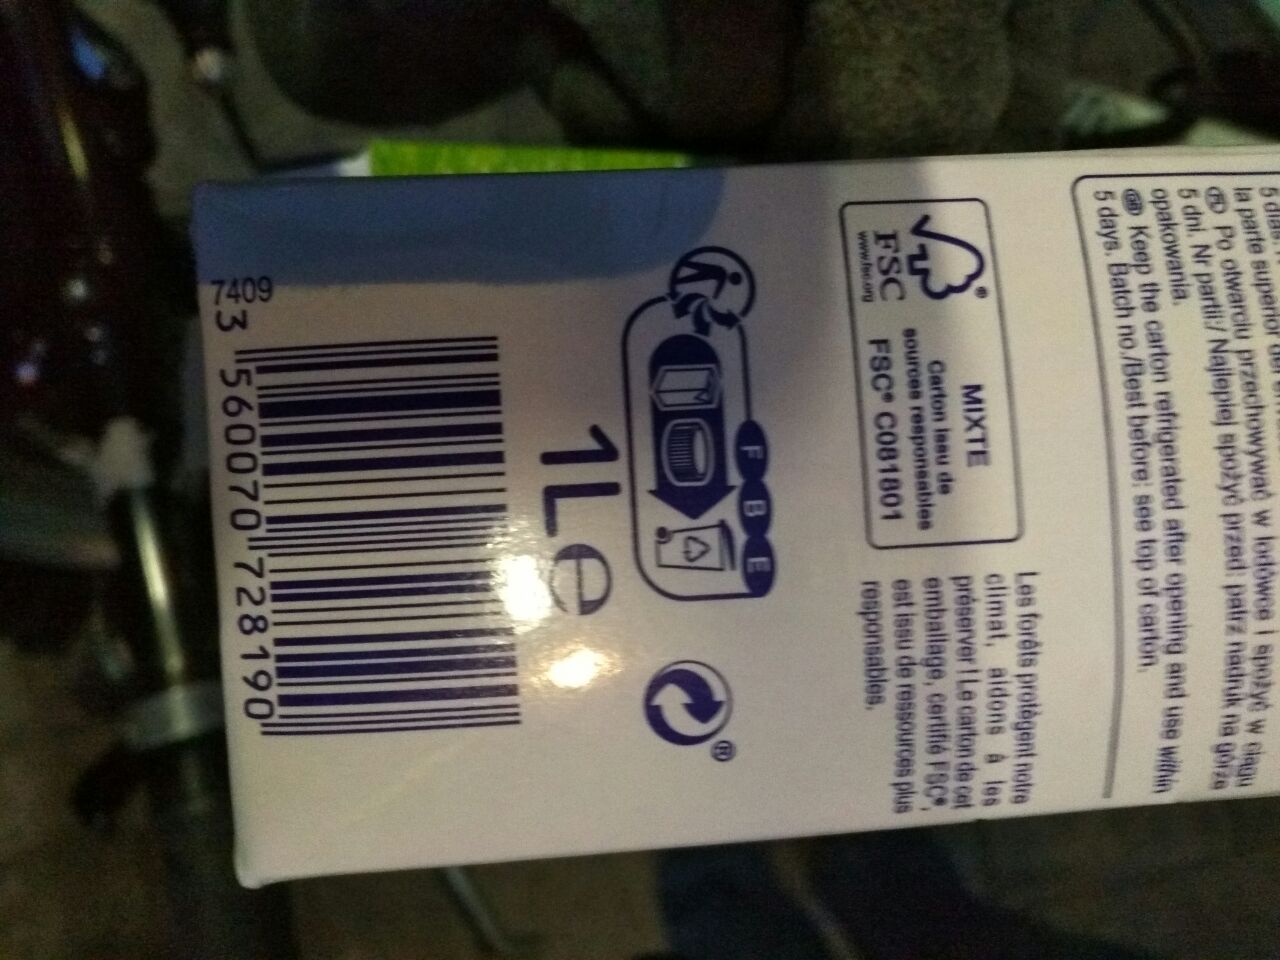 5 dni. Nr partii:/ Najlepiej spożyć przed: patrz nadruk na górze
la parte superior del
Po otwarciu przechowywać w lodówce i spożyć w ciągu
opakowania.
GB Keep the carton refrigerated after opening and use within
5 days. Batch no./Best before: see top of carton.
FSC
www.fsc.org
®
MIXTE
Carton issu de
sources responsables
FSC® C081801
Les forêts protègent notre
climat, aidons à les
préserver ! Le carton de cet
emballage, certifié FSC®,
est issu de ressources plus
responsables.
F
B
E
®
1Le
7409
3 560070 728190